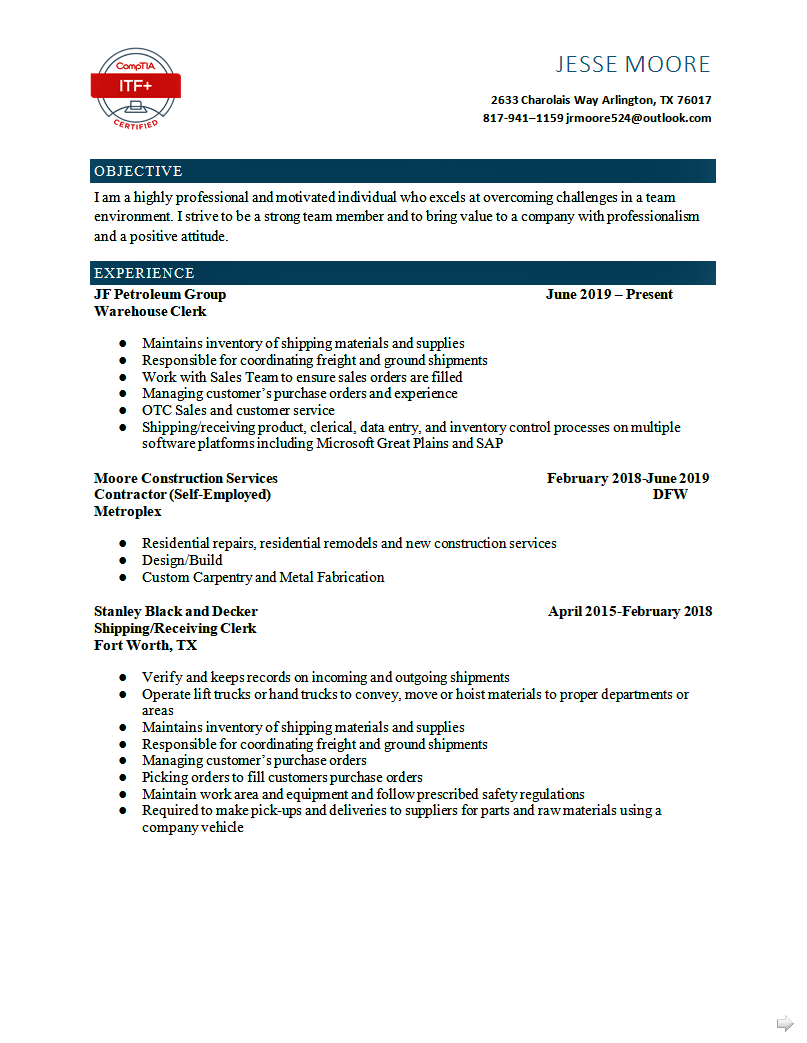 CompTIA
ITF+
CERTIFIED
JESSE MOORE
2633 Charolais Way Arlington, TX 76017
817-941–1159 jrmoore524@outlook.com
OBJECTIVE
I am a highly professional and motivated individual who excels at overcoming challenges in a team
environment. I strive to be a strong team member and to bring value to a company with professionalism
and a positive attitude.
EXPERIENCE
JF Petroleum Group June 2019 – Present
Warehouse Clerk
● Maintains inventory of shipping materials and supplies
● Responsible for coordinating freight and ground shipments
● Work with Sales Team to ensure sales orders are filled
● Managing customer’s purchase orders and experience
● OTC Sales and customer service
● Shipping/receiving product, clerical, data entry, and inventory control processes on multiple
software platforms including Microsoft Great Plains and SAP
Moore Construction Services February 2018-June 2019
Contractor (Self-Employed) DFW
Metroplex
● Residential repairs, residential remodels and new construction services
● Design/Build
● Custom Carpentry and Metal Fabrication
Stanley Black and Decker April 2015-February 2018
Shipping/Receiving Clerk
Fort Worth, TX
● Verify and keeps records on incoming and outgoing shipments
● Operate lift trucks or hand trucks to convey, move or hoist materials to proper departments or
areas
● Maintains inventory of shipping materials and supplies
● Responsible for coordinating freight and ground shipments
● Managing customer’s purchase orders
● Picking orders to fill customers purchase orders
● Maintain work area and equipment and follow prescribed safety regulations
● Required to make pick-ups and deliveries to suppliers for parts and raw materials using a
company vehicle